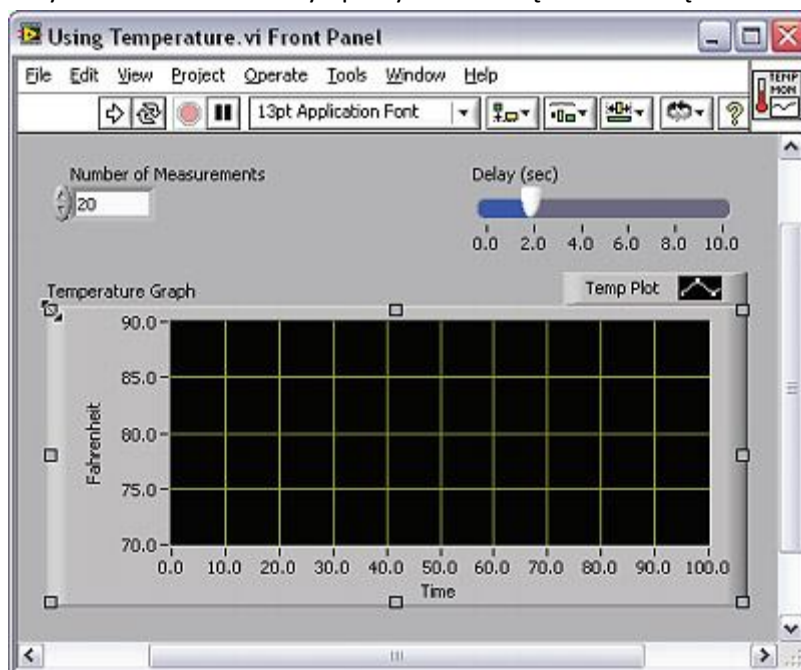 Using Temperature.vi Front Panel
File Edit View Project Operate Tools Window Help
TEMP
MON
13pt Application Font
?
Number of Measurements
20
Delay (sec)
0.0 2.0 4.0 6.0 8.0 10.0
Temperature Graph
Temp Plot
90.0
85.0
80.0
75.0
70.0
Fahrenheit
0.0 10.0 20.0 30.0 40.0 50.0 60.0 70.0 80.0 90.0 100.0
Time